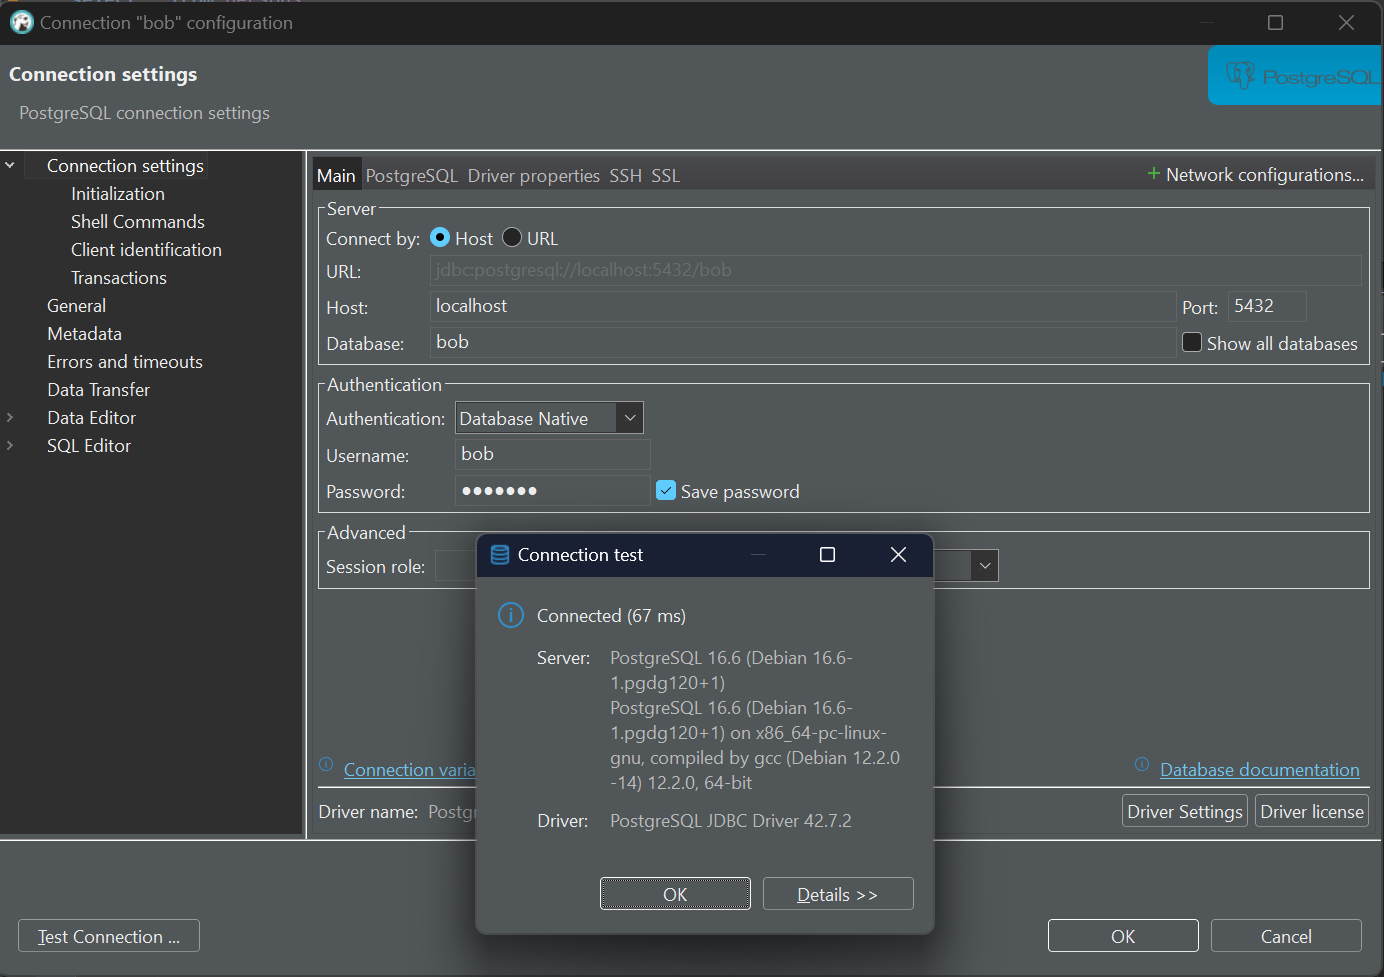 Connection "bob" configuration
Connection settings
PostgreSQL connection settings
PostgreSQL
Connection settings
Initialization
Shell Commands
Client identification
Transactions
General
Metadata
Errors and timeouts
Data Transfer
Data Editor
SQL Editor
Main PostgreSQL Driver properties SSH SSL
+ Network configurations...
Server
Connect by: Host URL
URL: jdbc:postgresql://localhost:5432/bob
Host: localhost Port: 5432
Database: bob Show all databases
Authentication
Authentication: Database Native
Username: bob
Password: ••••••• Save password
Advanced
Session role:
Connection test
Connected (67 ms)
Server: PostgreSQL 16.6 (Debian 16.6-
1.pgdg120+1)
PostgreSQL 16.6 (Debian 16.6-
1.pgdg120+1) on x86_64-pc-linux-
gnu, compiled by gcc (Debian 12.2.0
-14) 12.2.0, 64-bit
Driver: PostgreSQL JDBC Driver 42.7.2
OK Details >>
Connection varia
Database documentation
Driver name: Postgr
Driver Settings Driver license
Test Connection ...
OK Cancel